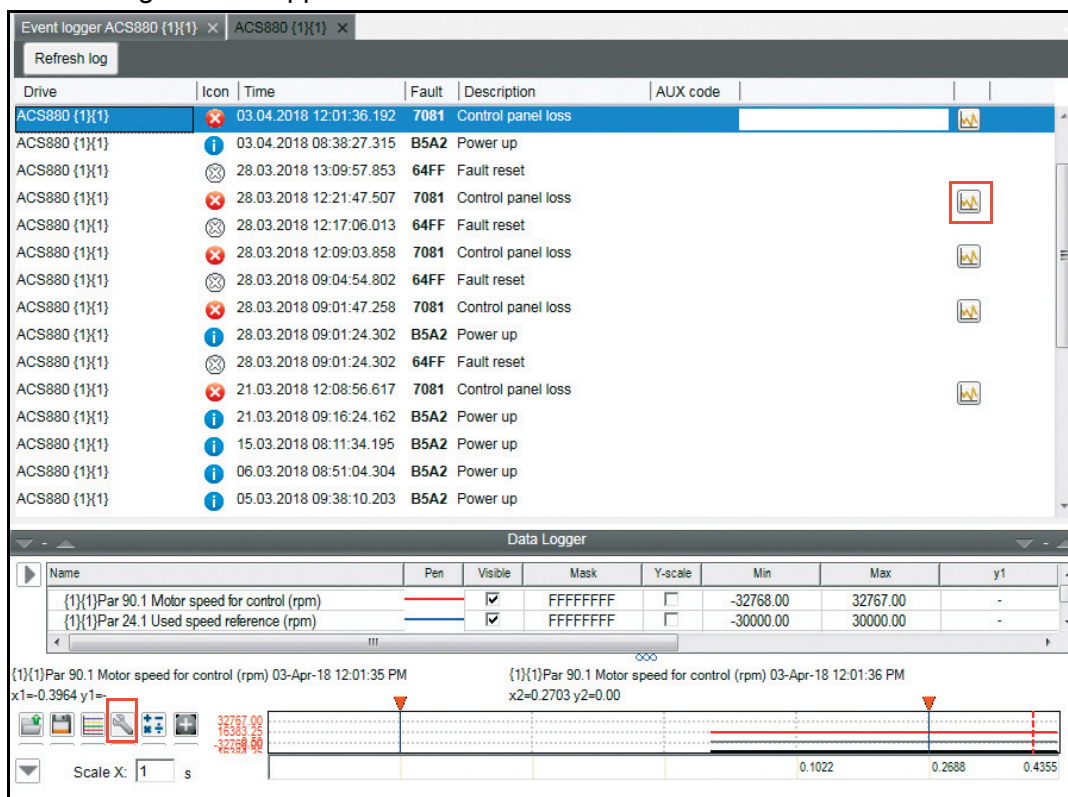 Event logger ACS880 {1}{1} × ACS880 {1}{1} ×
Refresh log
Drive Icon Time Fault Description AUX code
ACS880 {1}{1} 03.04.2018 12:01:36.192 7081 Control panel loss
ACS880 {1}{1} 03.04.2018 08:38:27.315 B5A2 Power up
ACS880 {1}{1} 28.03.2018 13:09:57.853 64FF Fault reset
ACS880 {1}{1} 28.03.2018 12:21:47.507 7081 Control panel loss
ACS880 {1}{1} 28.03.2018 12:17:06.013 64FF Fault reset
ACS880 {1}{1} 28.03.2018 12:09:03.858 7081 Control panel loss
ACS880 {1}{1} 28.03.2018 09:04:54.802 64FF Fault reset
ACS880 {1}{1} 28.03.2018 09:01:47.258 7081 Control panel loss
ACS880 {1}{1} 28.03.2018 09:01:24.302 B5A2 Power up
ACS880 {1}{1} 28.03.2018 09:01:24.302 64FF Fault reset
ACS880 {1}{1} 21.03.2018 12:08:56.617 7081 Control panel loss
ACS880 {1}{1} 21.03.2018 09:16:24.162 B5A2 Power up
ACS880 {1}{1} 15.03.2018 08:11:34.195 B5A2 Power up
ACS880 {1}{1} 06.03.2018 08:51:04.304 B5A2 Power up
ACS880 {1}{1} 05.03.2018 09:38:10.203 B5A2 Power up
Data Logger
Name Pen Visible Mask Y-scale Min Max y1
{1}{1}Par 90.1 Motor speed for control (rpm) FFFFFFFF -32768.00 32767.00 -
{1}{1}Par 24.1 Used speed reference (rpm) FFFFFFFF -30000.00 30000.00 -
{1}{1}Par 90.1 Motor speed for control (rpm) 03-Apr-18 12:01:35 PM {1}{1}Par 90.1 Motor speed for control (rpm) 03-Apr-18 12:01:36 PM
x1=-0.3964 y1=- x2=0.2703 y2=0.00
32767.00
16383.25
Scale X: 1 s 0.1022 0.2688 0.4355